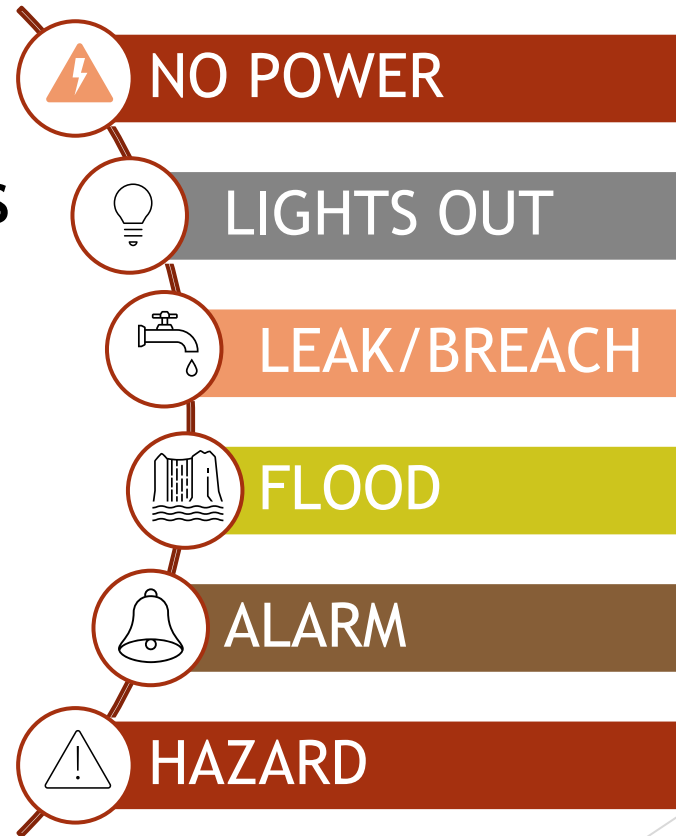 NO POWER
S
LIGHTS OUT
LEAK/BREACH
FLOOD
ALARM
HAZARD